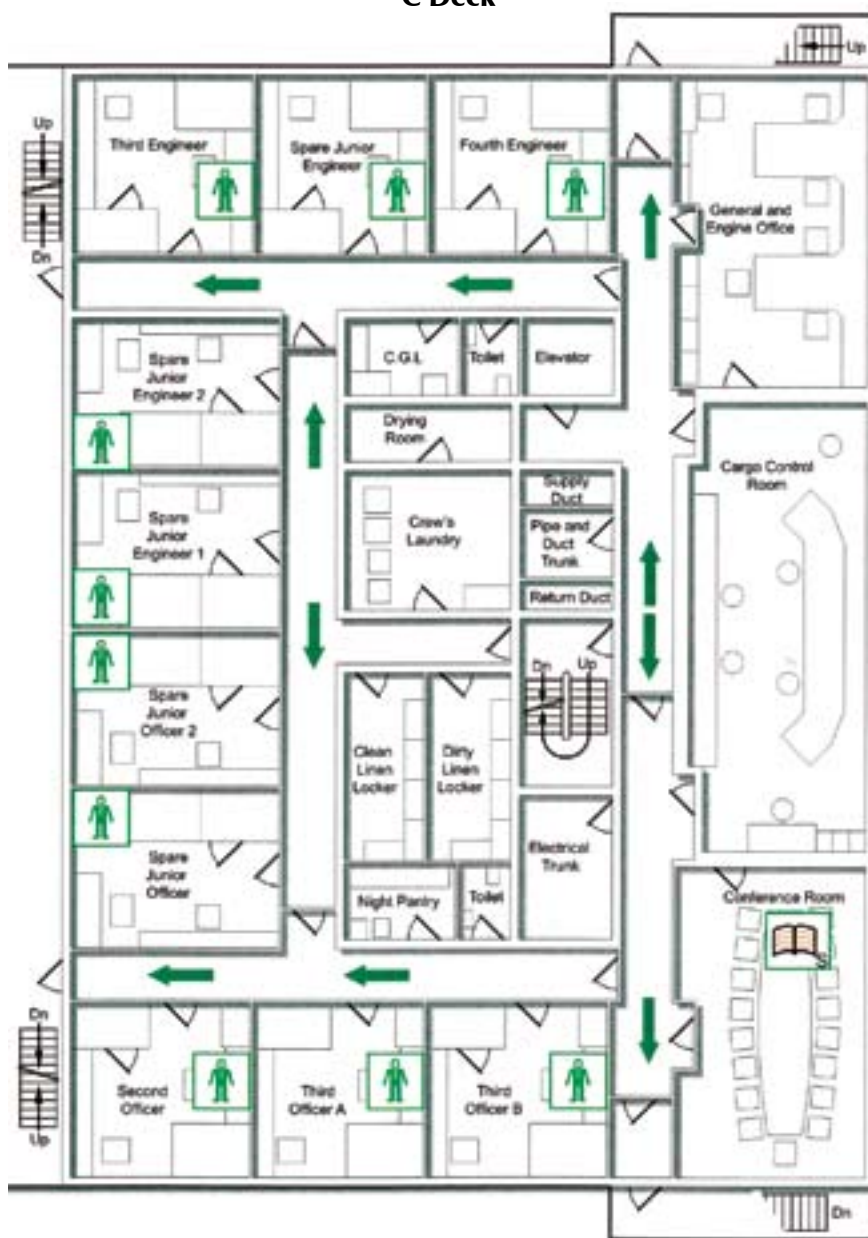 C Deck
Up
Up
Third Engineer
Spare Junior
Engineer
Fourth Engineer
General and
Engine Office
Dn
Spare
Junior
Engineer 2
C.G.L
Toilet
Elevator
Drying
Room
Cargo Control
Room
Supply
Duct
Spare
Junior
Engineer 1
Crew's
Laundry
Pipe and
Duct
Trunk
Return Duct
Dn
Up
Spare
Junior
Officer 2
Clean
Linen
Locker
Dirty
Linen
Locker
Electrical
Trunk
Spare
Junior
Officer
Night Pantry
Toilet
Conference Room
Dn
Second
Officer
Third
Officer A
Third
Officer B
Up
Dn